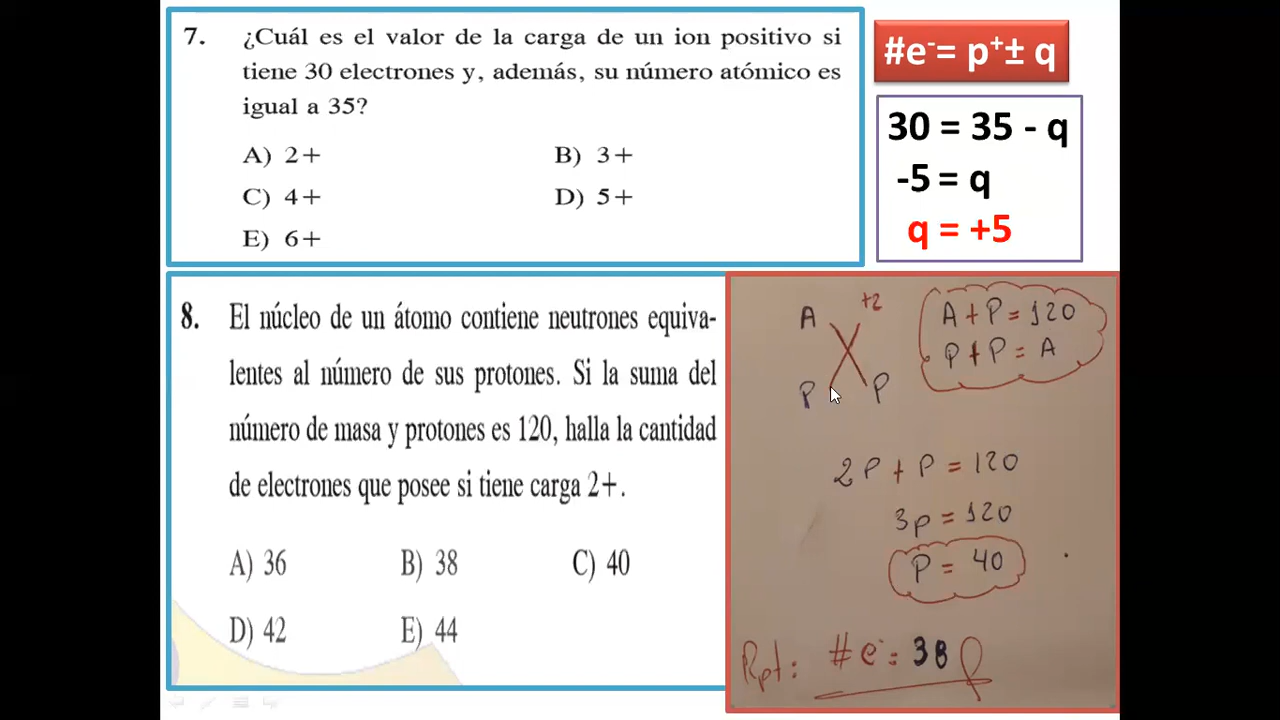 7. ¿Cuál es el valor de la carga de un ion positivo si
tiene 30 electrones y, además, su número atómico es
igual a 35?
A) 2+ B) 3+
C) 4+ D) 5+
E) 6+
#e⁻= p⁺± q
30 = 35 - q
-5 = q
q = +5
8. El núcleo de un átomo contiene neutrones equiva-
lentes al número de sus protones. Si la suma del
número de masa y protones es 120, halla la cantidad
de electrones que posee si tiene carga 2+.
A) 36 B) 38 C) 40
D) 42 E) 44
A +2
P P
A + P = 120
P + P = A
2P + P = 120
3p = 120
P = 40
Rpt: #e⁻= 38